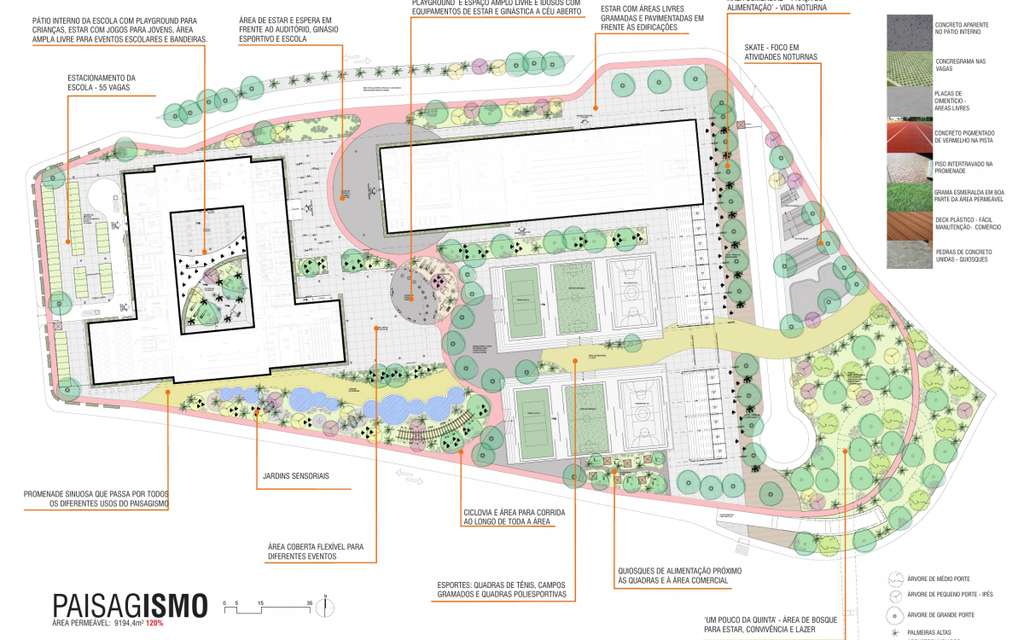 PLAYGROUND E ESPAÇO AMPLO LIVRE E IDOSOS COM
EQUIPAMENTOS DE ESTAR E GINÁSTICA A CÉU ABERTO
ALIMENTAÇÃO' - VIDA NOTURNA
PÁTIO INTERNO DA ESCOLA COM PLAYGROUND PARA
CRIANÇAS, ESTAR COM JOGOS PARA JOVENS, ÁREA
AMPLA LIVRE PARA EVENTOS ESCOLARES E BANDEIRAS.
ÁREA DE ESTAR E ESPERA EM
FRENTE AO AUDITÓRIO, GINÁSIO
ESPORTIVO E ESCOLA
ESTAR COM ÁREAS LIVRES
GRAMADAS E PAVIMENTADAS EM
FRENTE ÀS EDIFICAÇÕES
SKATE - FOCO EM
ATIVIDADES NOTURNAS
ESTACIONAMENTO DA
ESCOLA - 55 VAGAS
CONCRETO APARENTE
NO PÁTIO INTERNO
CONCREGRAMA NAS
VAGAS
PLACAS DE
CIMENTÍCIO -
ÁREAS LIVRES
CONCRETO PIGMENTADO
DE VERMELHO NA PISTA
PISO INTERTRAVADO NA
PROMENADE
GRAMA ESMERALDA EM BOA
PARTE DA ÁREA PERMEÁVEL
DECK PLÁSTICO - FÁCIL
MANUTENÇÃO- COMÉRCIO
PEDRAS DE CONCRETO
UNIDAS - QUIOSQUES
PROMENADE SINUOSA QUE PASSA POR TODOS
OS DIFERENTES USOS DO PAISAGISMO
JARDINS SENSORIAIS
CICLOVIA E ÁREA PARA CORRIDA
AO LONGO DE TODA A ÁREA
ÁREA COBERTA FLEXÍVEL PARA
DIFERENTES EVENTOS
ESPORTES: QUADRAS DE TÊNIS, CAMPOS
GRAMADOS E QUADRAS POLIESPORTIVAS
QUIOSQUES DE ALIMENTAÇÃO PRÓXIMO
ÀS QUADRAS E À ÁREA COMERCIAL
'UM POUCO DA QUINTA' - ÁREA DE BOSQUE
PARA ESTAR, CONVIVÊNCIA E LAZER
ÁRVORE DE MÉDIO PORTE
ÁRVORE DE PEQUENO PORTE - IPÊS
ÁRVORE DE GRANDE PORTE
PALMEIRAS ALTAS
PAISAGISMO
ÁREA PERMEÁVEL: 9194,4m² 120%
0 5 15 35